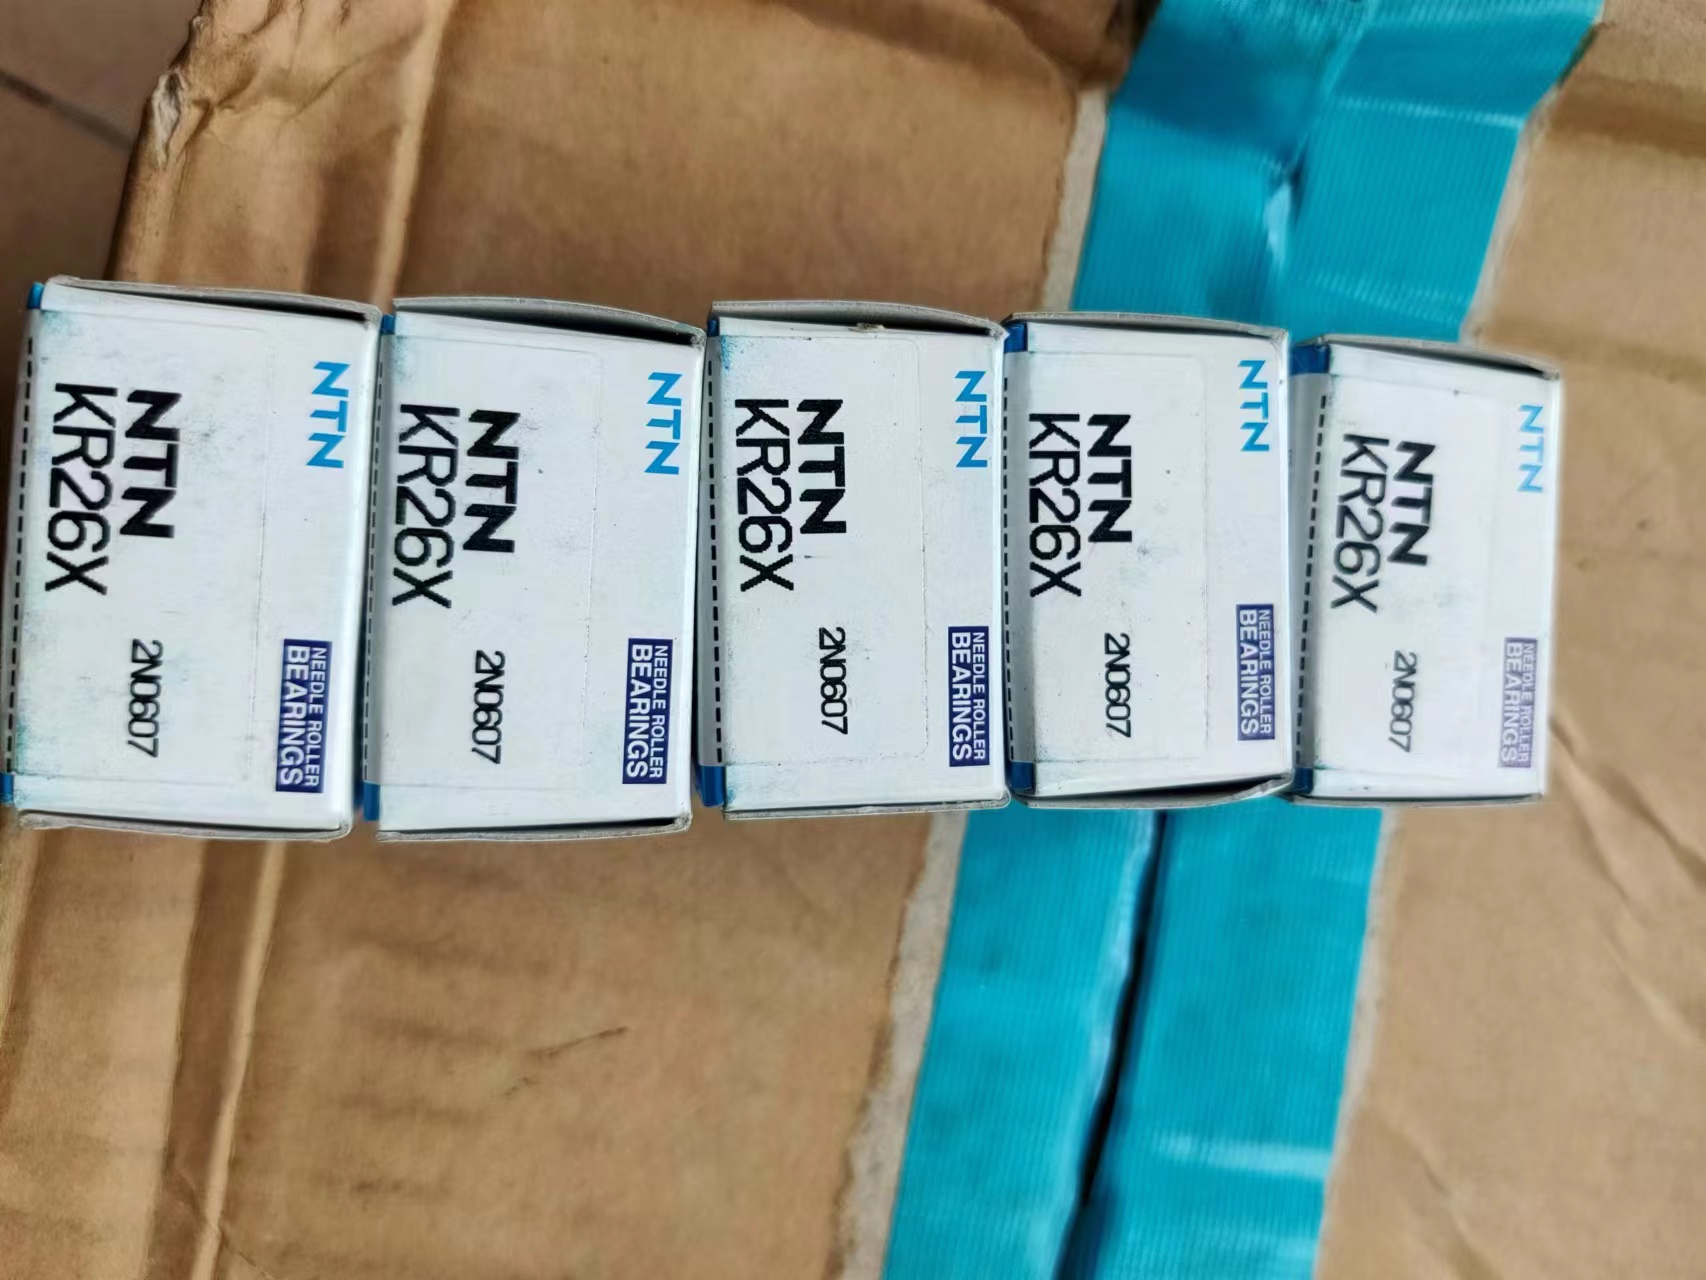 NTN
NTN
KR26X
2N0607
NEEDLE ROLLER
BEARINGS
NTN
NTN
KR26X
2N0607
NEEDLE ROLLER
BEARINGS
NTN
NTN
KR26X
2N0607
NEEDLE ROLLER
BEARINGS
NTN
NTN
KR26X
2N0607
NEEDLE ROLLER
BEARINGS
NTN
NTN
KR26X
2N0607
NEEDLE ROLLER
BEARINGS